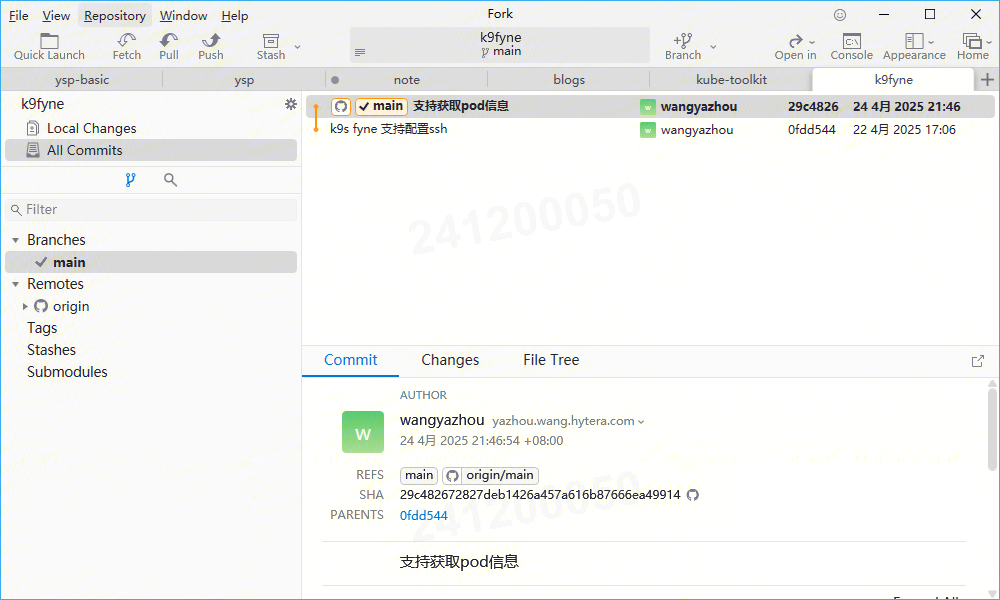 Fork
File View Repository Window Help
k9fyne
main
Quick Launch Fetch Pull Push Stash Branch Open in Console Appearance Home
ysp-basic ysp note blogs kube-toolkit k9fyne
k9fyne
Local Changes
All Commits
Filter
Branches
main
Remotes
origin
Tags
Stashes
Submodules
main 支持获取pod信息 w wangyazhou 29c4826 24 4月 2025 21:46
k9s fyne 支持配置ssh w wangyazhou 0fdd544 22 4月 2025 17:06
241200050
Commit Changes File Tree
AUTHOR
w
wangyazhou yazhou.wang.hytera.com
24 4月 2025 21:46:54 +08:00
REFS main origin/main
SHA 29c482672827deb1426a457a616b87666ea49914
PARENTS 0fdd544
241200050
支持获取pod信息
Expand All